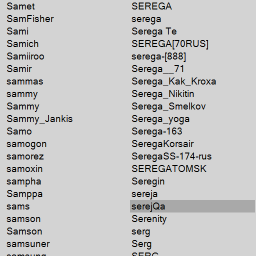 Samet SEREGA
SamFisher serega
Sami Serega Te
Samich SEREGA[70RUS]
Samiiroo serega-[888]
Samir Serega__71
sammas Serega_Kak_Kroxa
sammy Serega_Nikitin
Sammy Serega_Smelkov
Sammy_Jankis Serega_yoga
Samo Serega-163
samogon SeregaKorsair
samorez SeregaSS-174-rus
samoxin SEREGATOMSK
sampha Seregin
Samppa sereja
sams serejQa
samson Serenity
Samson serg
samsuner Serg